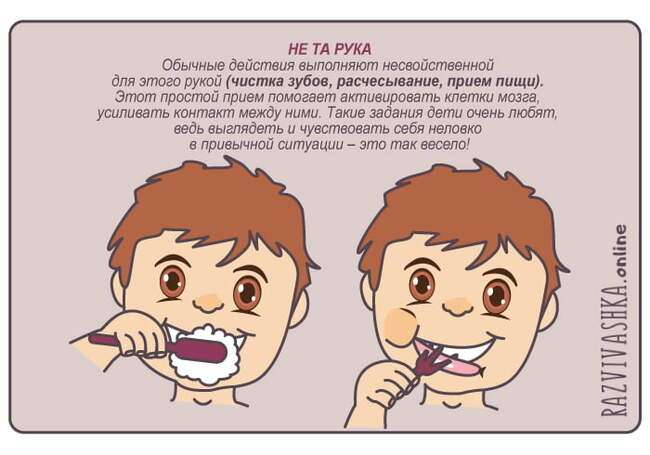 НЕ ТА РУКА
Обычные действия выполняют несвойственной
для этого рукой (чистка зубов, расчесывание, прием пищи).
Этот простой прием помогает активировать клетки мозга,
усиливать контакт между ними. Такие задания дети очень любят,
ведь выглядеть и чувствовать себя неловко
в привычной ситуации – это так весело!
RAZVIVASHKA.online